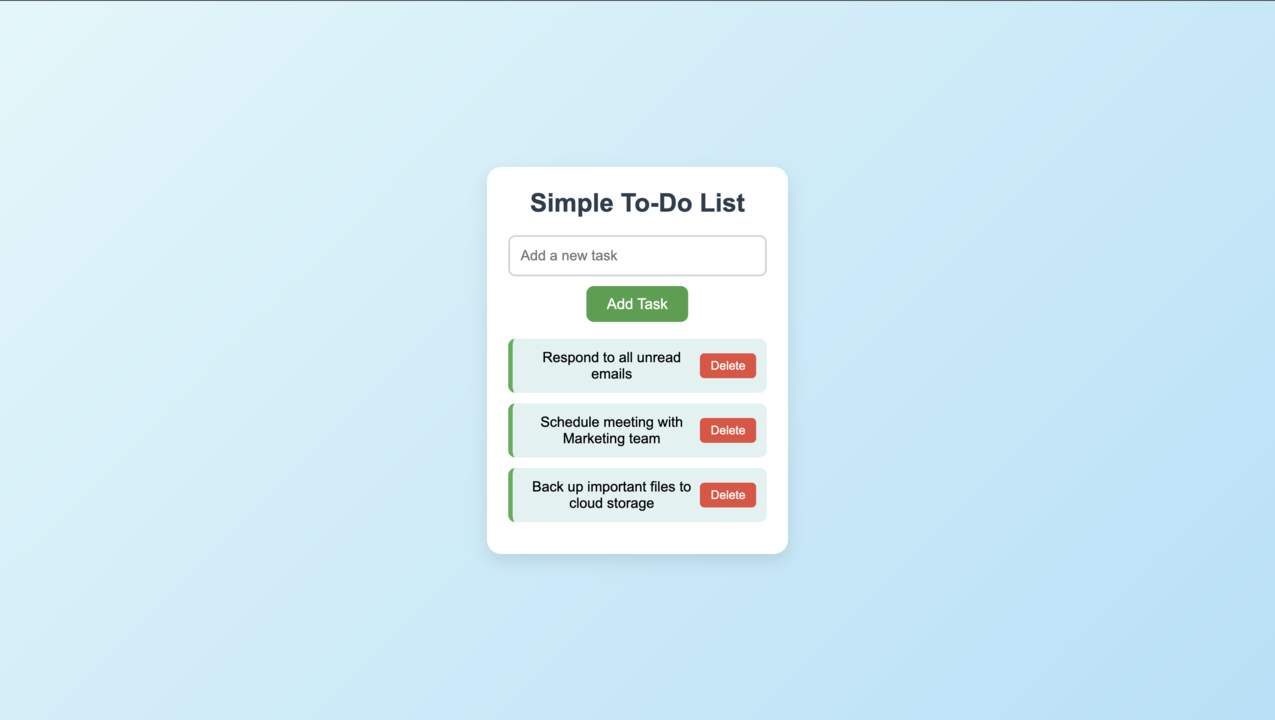 Simple To-Do List
Add a new task
Add Task
Respond to all unread
emails
Delete
Schedule meeting with
Marketing team
Delete
Back up important files to
cloud storage
Delete